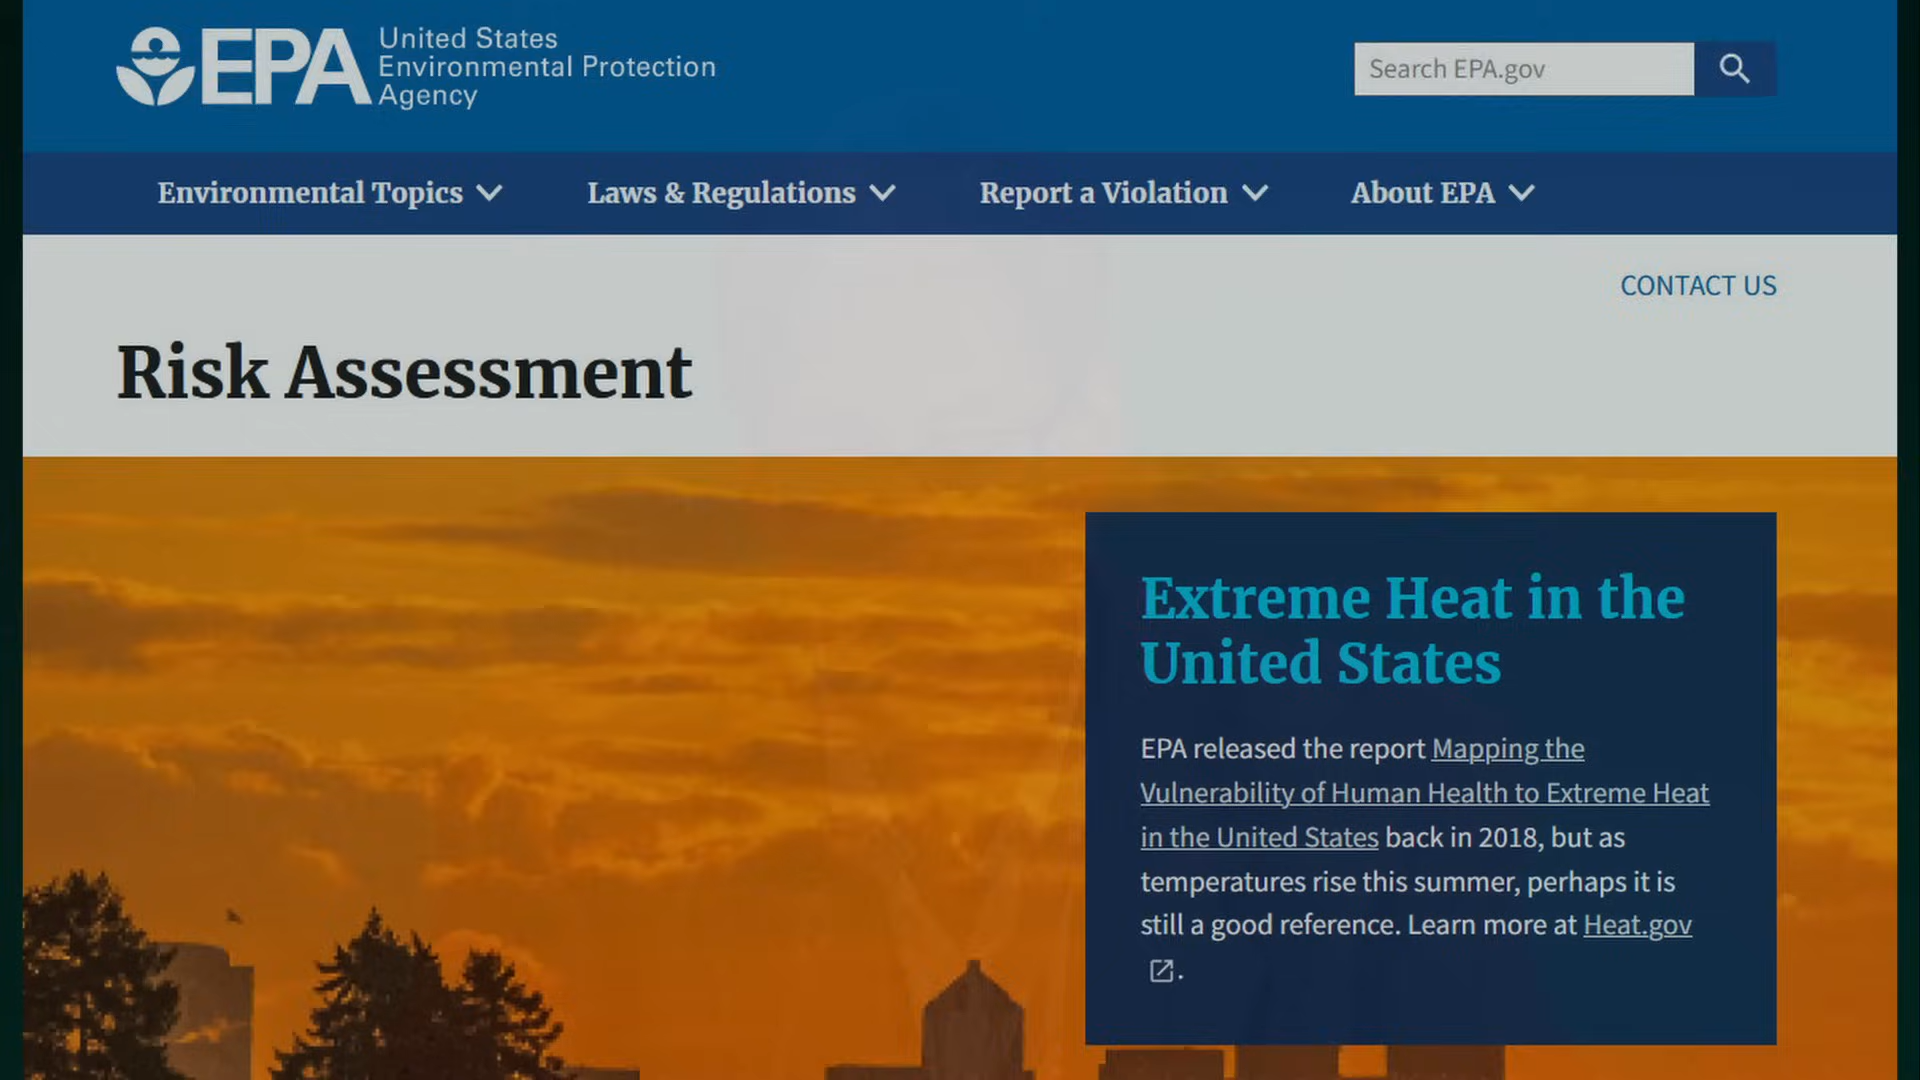 EPA
United States
Environmental Protection
Agency
Search EPA.gov
Environmental Topics
Laws & Regulations
Report a Violation
About EPA
CONTACT US
Risk Assessment
Extreme Heat in the
United States
EPA released the report Mapping the
Vulnerability of Human Health to Extreme Heat
in the United States back in 2018, but as
temperatures rise this summer, perhaps it is
still a good reference. Learn more at Heat.gov
.